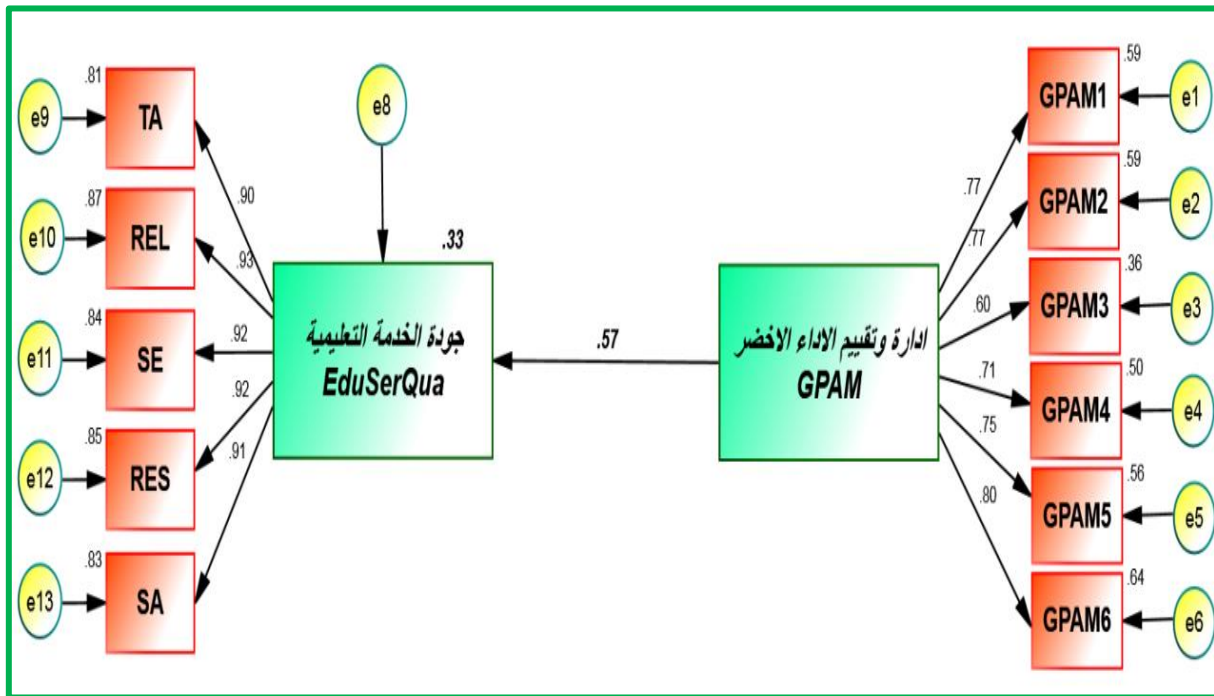 .81
e9
TA
.90
.87
e10
REL
.93
.84
e11
SE
.92
.85
e12
RES
.92
.83
e13
SA
.91
e8
.33
جودة الخدمة التعليمية
EduSerQua
.57
ادارة وتقييم الاداء الاخضر
GPAM
.77
GPAM1
.59
e1
.77
GPAM2
.59
e2
.60
GPAM3
.36
e3
.71
GPAM4
.50
e4
.75
GPAM5
.56
e5
.80
GPAM6
.64
e6